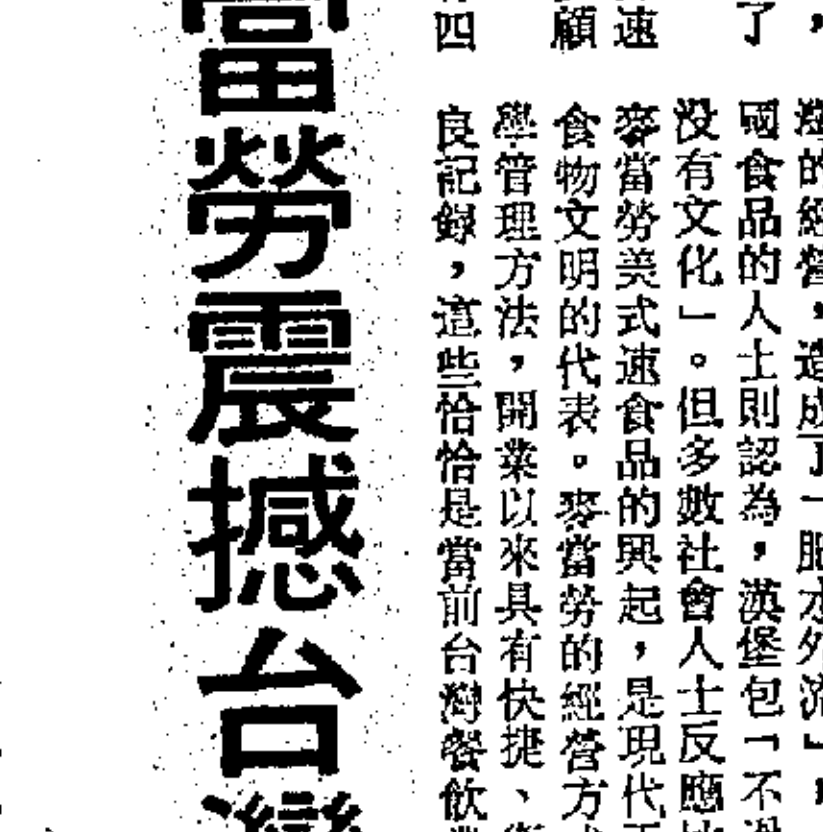 ，
了
速
顧
四
的經營，造成了一股水外流」，
國食品的人士則認為，漢堡包「不
没有文化」。但多數社會人士反應
麥當勞美式速食品的興起，是現代
食物文明的代表。麥當勞的經營方
學管理方法，開業以來具有快捷、
良記錄，這些恰恰是當前台灣餐飲
當勞震撼台灣